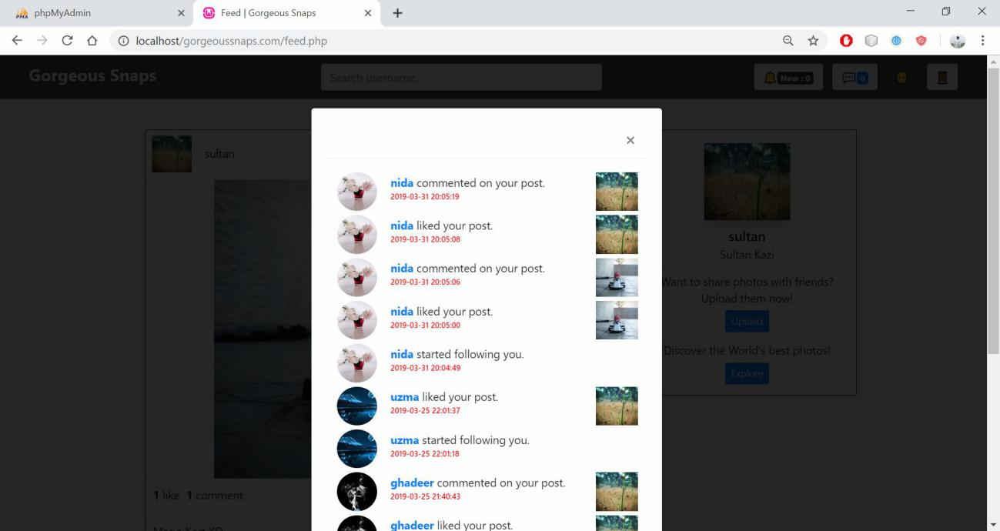 phpMyAdmin
Feed | Gorgeous Snaps
localhost/gorgeoussnaps.com/feed.php
Gorgeous Snaps
Search username...
New : 0
0
sultan
nida commented on your post.
2019-03-31 20:05:19
nida liked your post.
2019-03-31 20:05:08
nida commented on your post.
2019-03-31 20:05:06
nida liked your post.
2019-03-31 20:05:00
nida started following you.
2019-03-31 20:04:49
uzma liked your post.
2019-03-25 22:01:37
uzma started following you.
2019-03-25 22:01:18
ghadeer commented on your post.
2019-03-25 21:40:43
ghadeer liked your post.
sultan
Sultan Kazi
Want to share photos with friends?
Upload them now!
Upload
Discover the World's best photos!
Explore
1 like 1 comment
Mario Kart XD